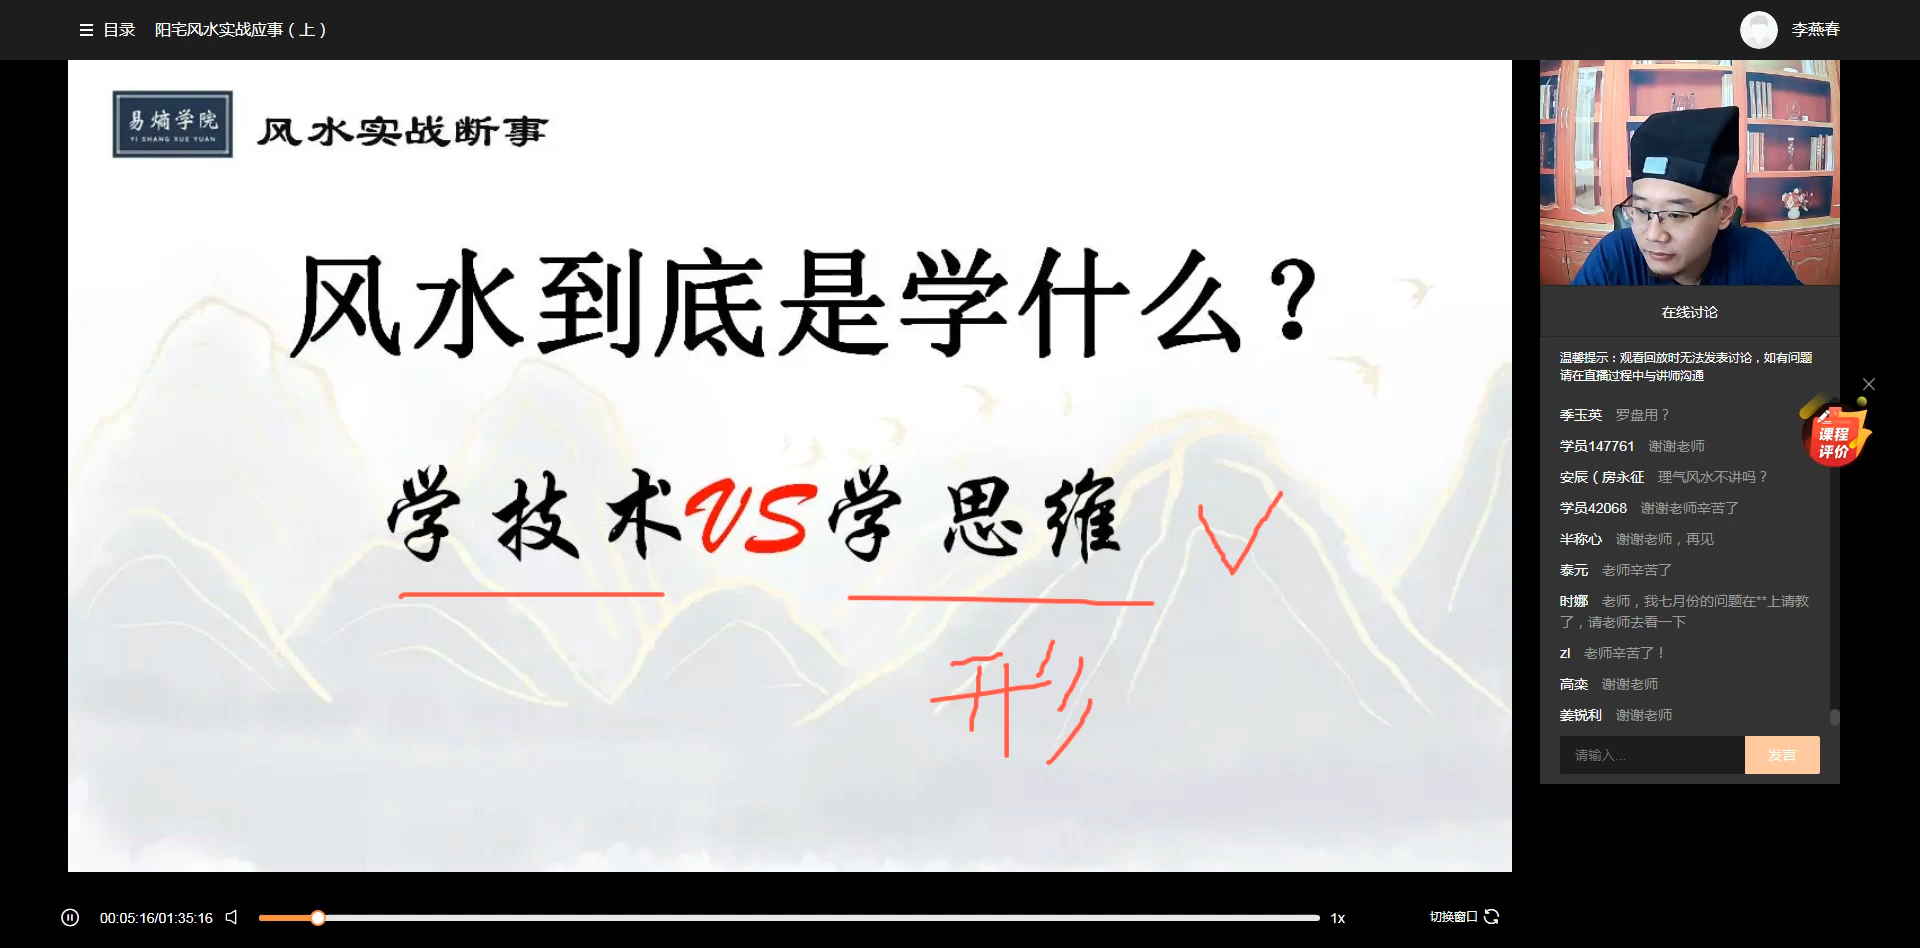 目录 阳宅风水实战应事（上）
李燕春
易熵学院
YI SHANG XUE YUAN
风水实战断事
风水到底是学什么？
学技术VS学思维
形
在线讨论
温馨提示：观看回放时无法发表讨论，如有问题
请在直播过程中与讲师沟通
季玉英 罗盘用？
学员147761 谢谢老师
安辰（房永征 理气风水不讲吗？
学员42068 谢谢老师辛苦了
半称心 谢谢老师，再见
泰元 老师辛苦了
时娜 老师，我七月份的问题在**上请教
了，请老师去看一下
zl 老师辛苦了！
高栾 谢谢老师
姜锐利 谢谢老师
课程
评价
请输入... 发言
00:05:16/01:35:16 1x 切换窗口